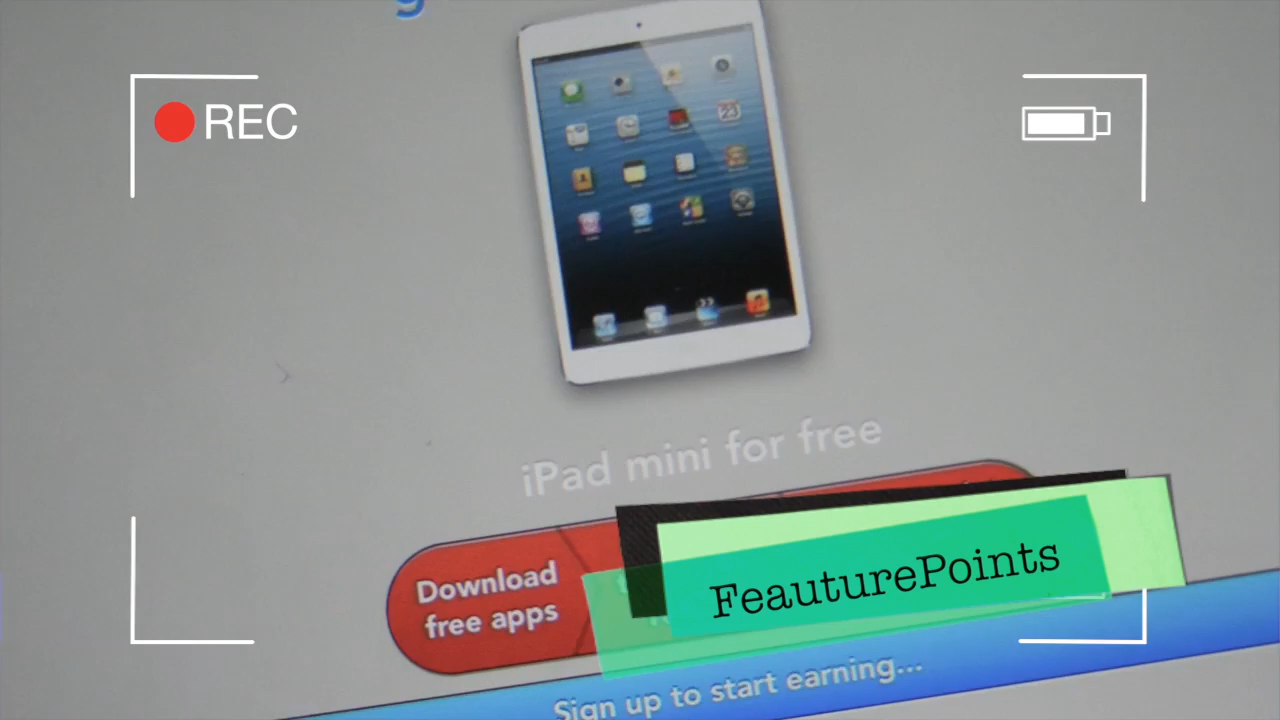 g
REC
iPad mini for free
Download
free apps
FeauturePoints
Sign up to start earning...